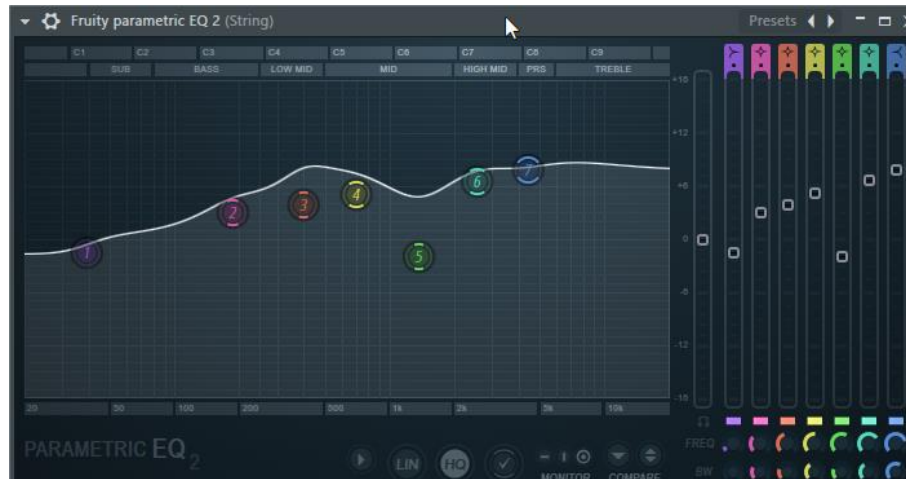 Fruity parametric EQ 2 (String) Presets
C1 C2 C3 C4 C5 C6 C7 C8 C9
SUB BASS LOW MID MID HIGH MID PRS TREBLE
+18
+12
+6
0
-6
-12
-18
1 2 3 4 5 6 7
20 50 100 200 500 1k 2k 5k 10k
FREQ
PARAMETRIC EQ 2
LIN HQ
MONITOR COMPARE
BW